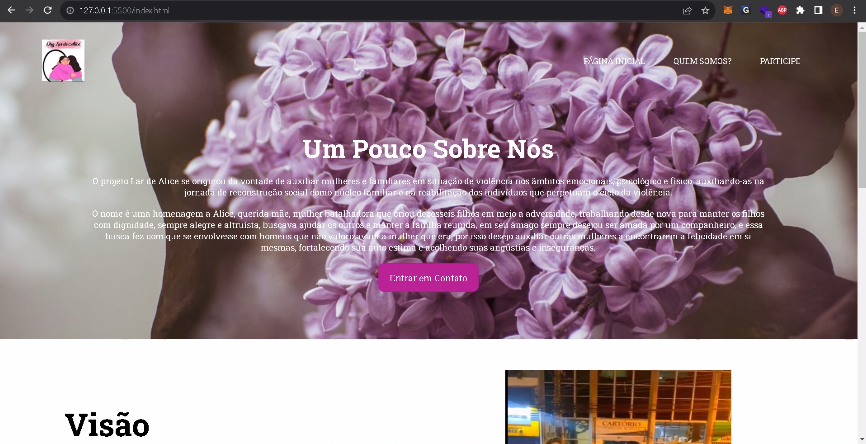 127.0.0.1:5500/index.html
PÁGINA INICIAL
QUEM SOMOS?
PARTICIPE
Um Pouco Sobre Nós
O projeto Lar de Alice se originou da vontade de auxiliar mulheres e familiares em situação de violência nos âmbitos emocionais, psicológico e físico, auxiliando-as na
jornada de reconstrução social como núcleo familiar e na reabilitação dos indivíduos que perpetram o ciclo da violência.
O nome é uma homenagem a Alice, querida mãe, mulher batalhadora que criou dezesseis filhos em meio a adversidade, trabalhando desde nova para manter os filhos
com dignidade, sempre alegre e altruísta, buscava ajudar os outros e manter a família reunida, em seu âmago sempre desejou ser amada por um companheiro, e essa
busca fez com que se envolvesse com homens que não valorizavam a mulher que era, por isso desejo auxiliar que mulheres a encontrarem a felicidade em si
mesmas, fortalecendo sua auto estima e acolhendo suas angústias e inseguranças.
Entrar em Contato
Visão
CARTÓRIO